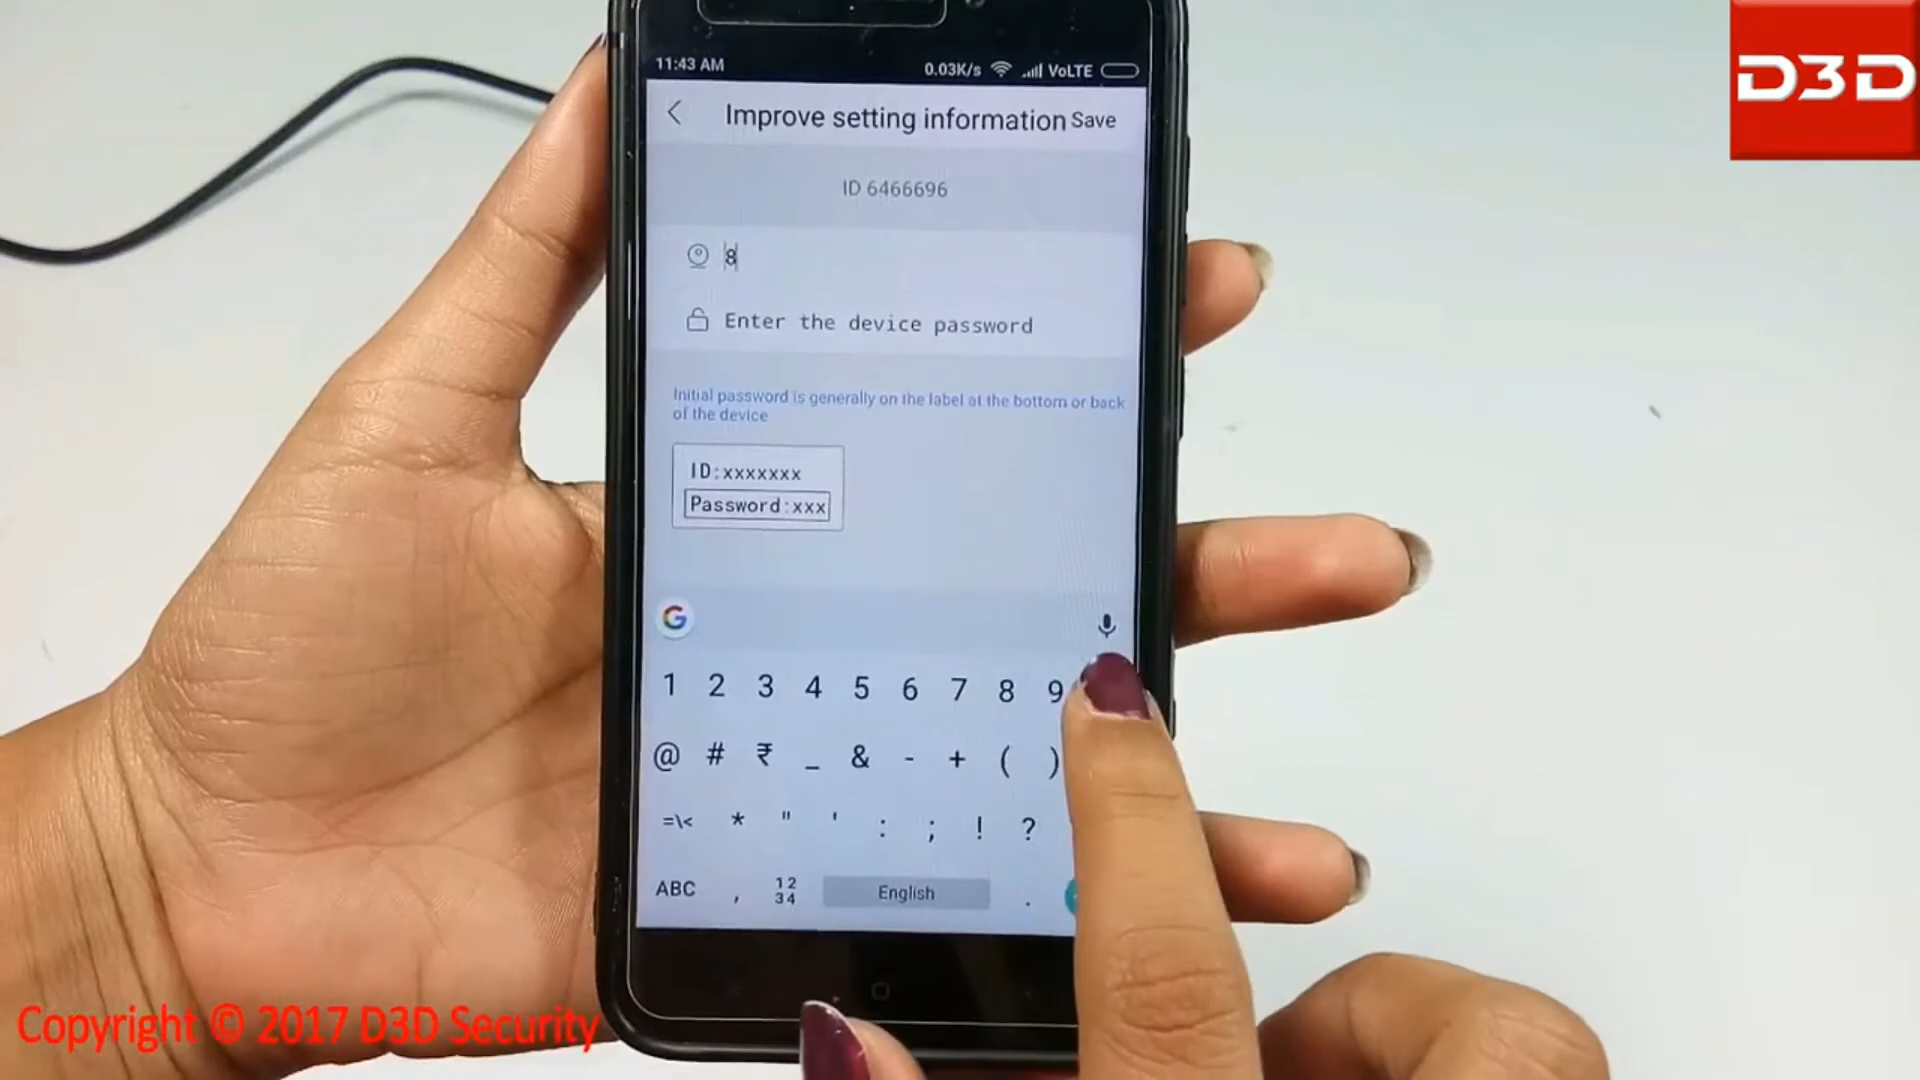 D3D
11:43 AM 0.03K/s VoLTE
Improve setting information Save
ID 6466696
8
Enter the device password
Initial password is generally on the label at the bottom or back
of the device
ID:xxxxxxx
Password:xxx
G
1 2 3 4 5 6 7 8 9
@ # ₹ _ & - + ( )
=\< * " ' : ; ! ?
ABC , 12 34 English .
Copyright © 2017 D3D Security